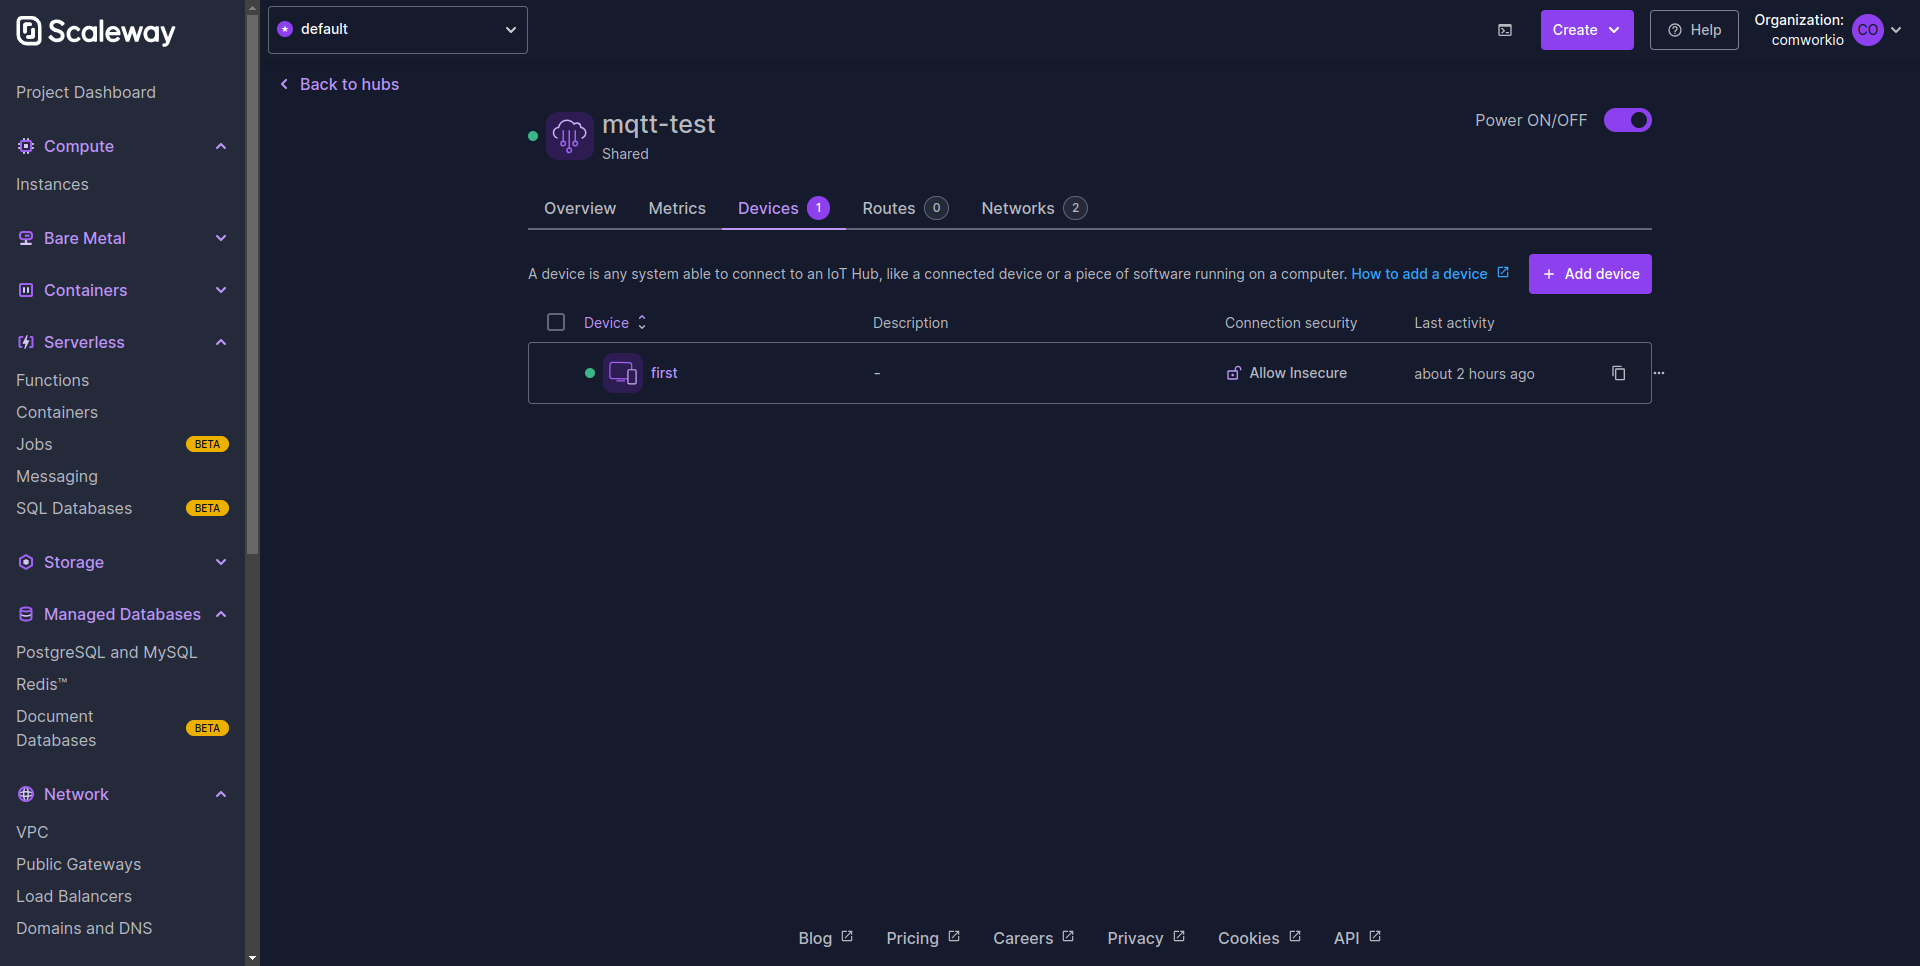 Scaleway
default
Create
Help
Organization:
comworkio
CO
Project Dashboard
Compute
Instances
Bare Metal
Containers
Serverless
Functions
Containers
Jobs BETA
Messaging
SQL Databases BETA
Storage
Managed Databases
PostgreSQL and MySQL
Redis™
Document
Databases
BETA
Network
VPC
Public Gateways
Load Balancers
Domains and DNS
Back to hubs
mqtt-test
Shared
Power ON/OFF
Overview Metrics Devices 1 Routes 0 Networks 2
A device is any system able to connect to an IoT Hub, like a connected device or a piece of software running on a computer. How to add a device
+ Add device
Device Description Connection security Last activity
first - Allow Insecure about 2 hours ago ...
Blog Pricing Careers Privacy Cookies API